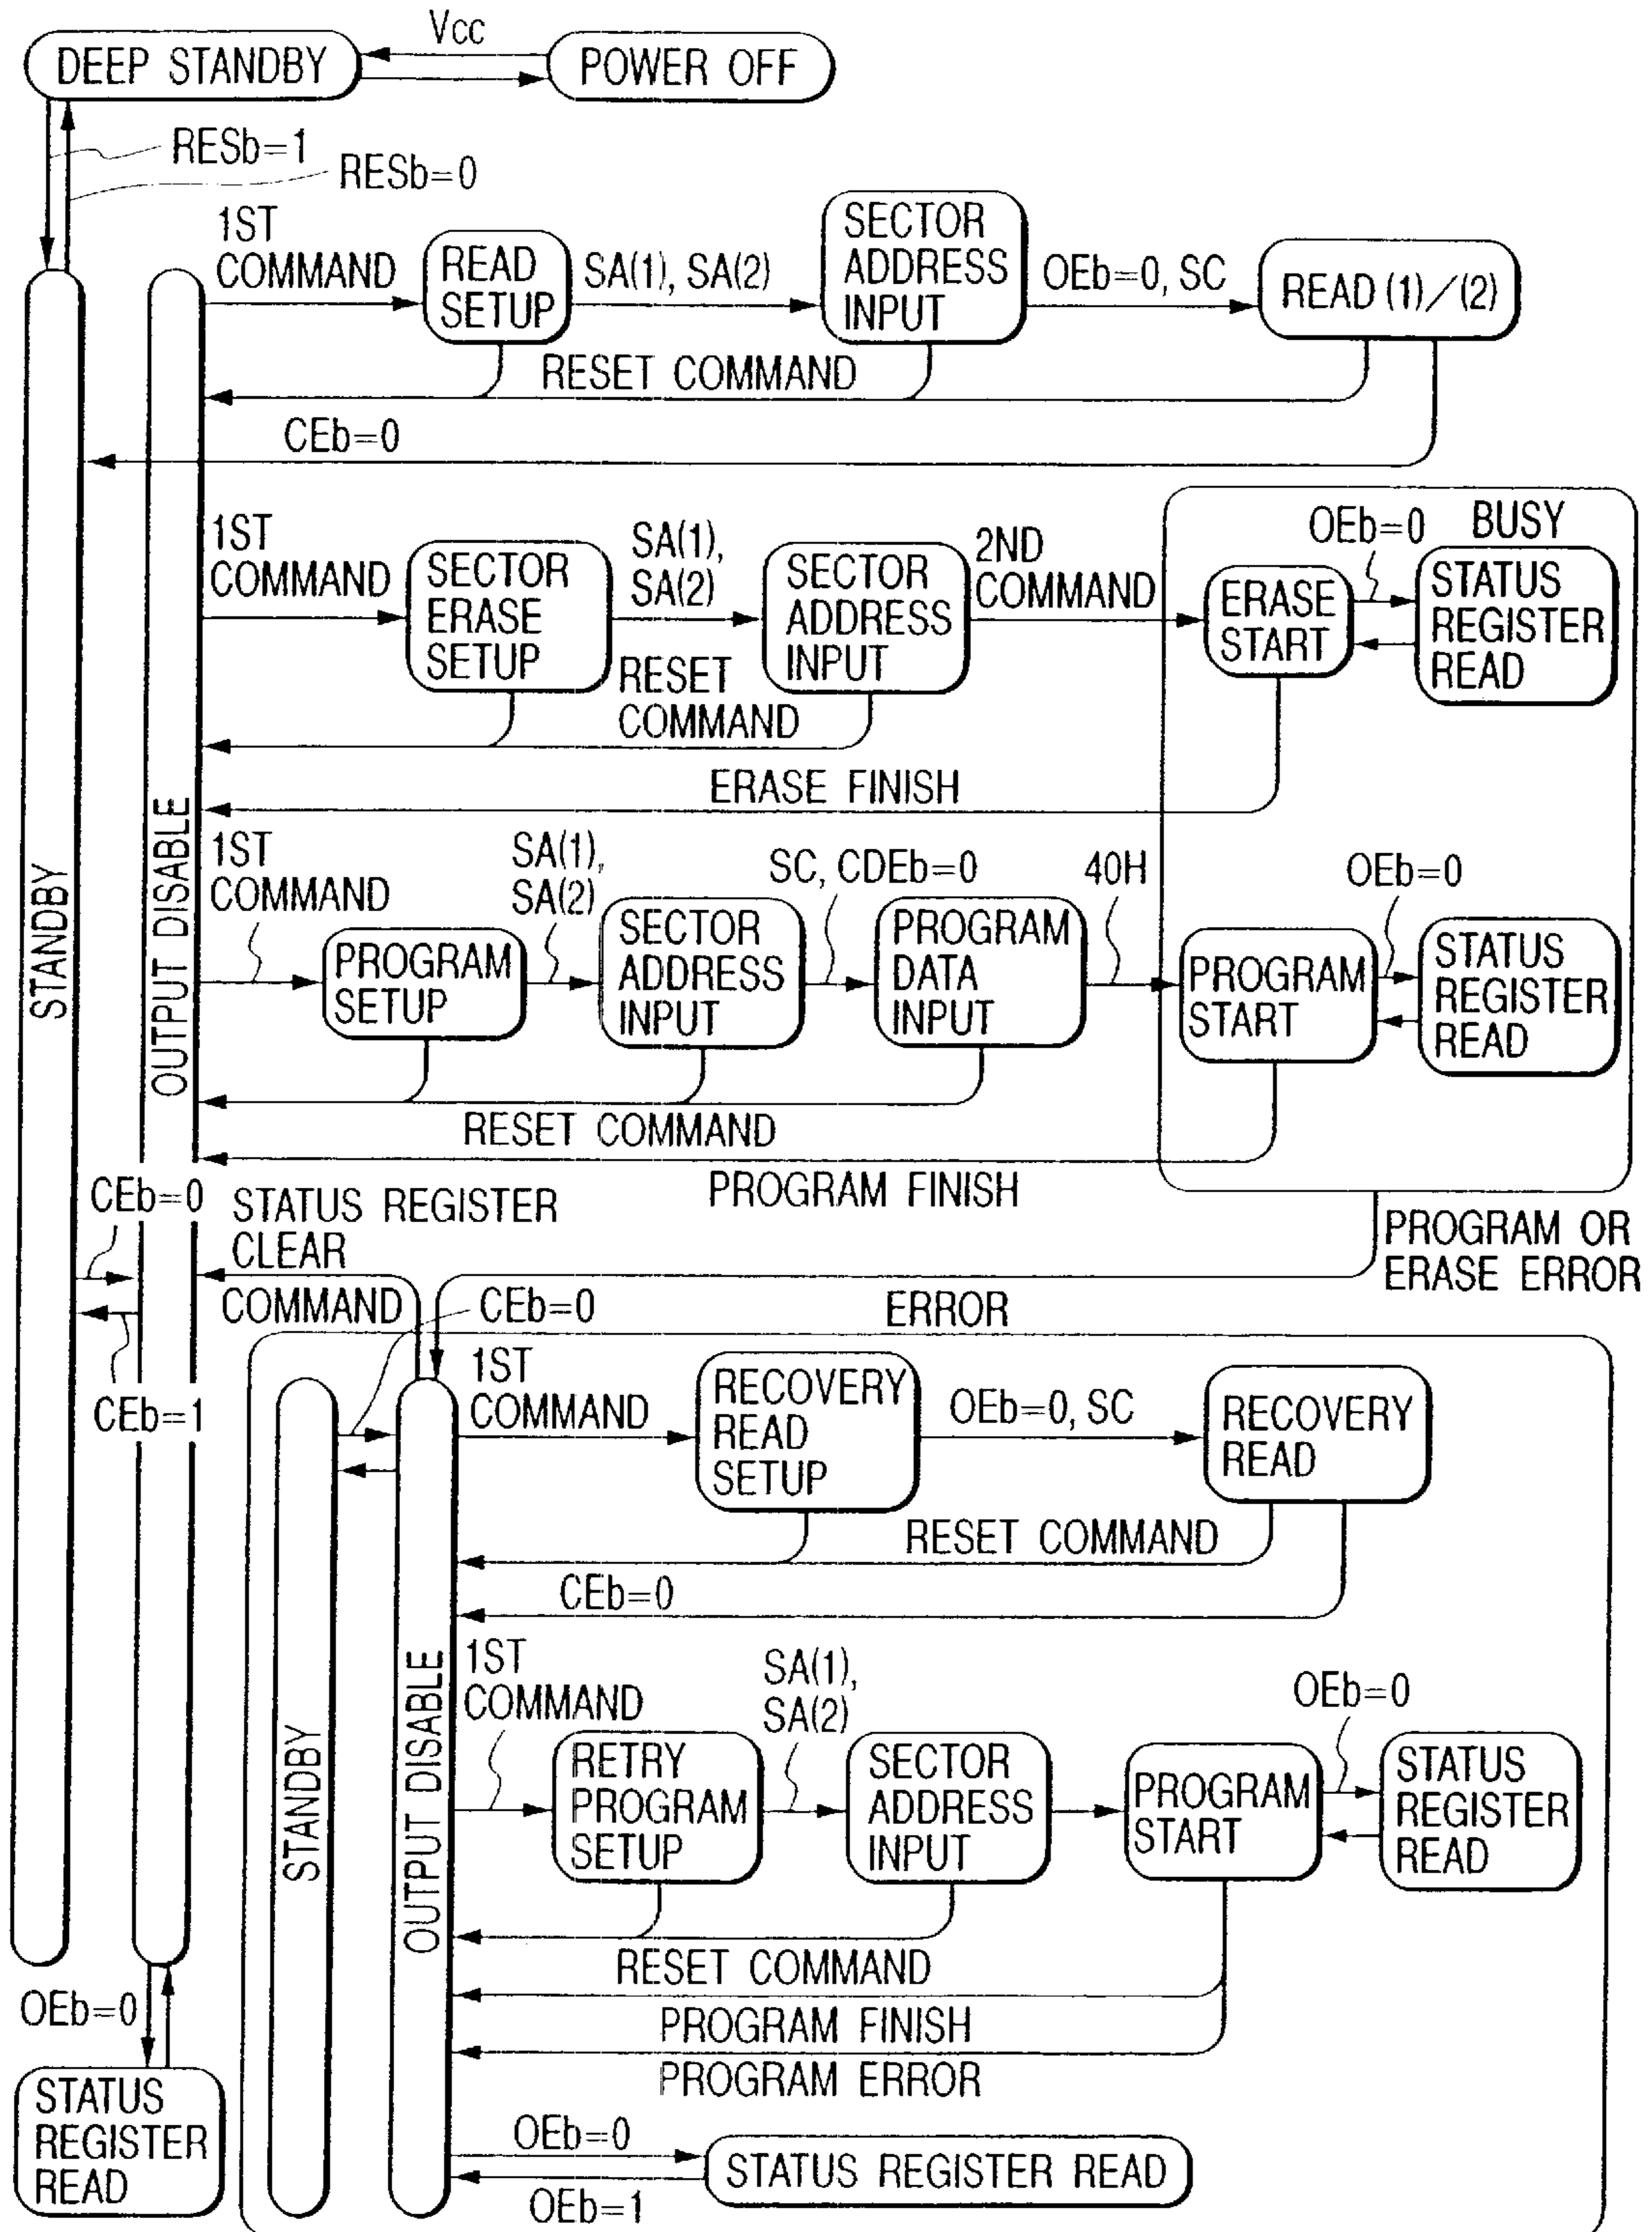 Vcc
DEEP STANDBY
POWER OFF
RESb=1
RESb=0
1ST
COMMAND
READ
SETUP
SA(1), SA(2)
SECTOR
ADDRESS
INPUT
OEb=0, SC
READ (1)/(2)
RESET COMMAND
CEb=0
1ST
COMMAND
SECTOR
ERASE
SETUP
SA(1),
SA(2)
SECTOR
ADDRESS
INPUT
2ND
COMMAND
ERASE
START
OEb=0
BUSY
STATUS
REGISTER
READ
RESET
COMMAND
ERASE FINISH
STANDBY
OUTPUT DISABLE
1ST
COMMAND
PROGRAM
SETUP
SA(1),
SA(2)
SECTOR
ADDRESS
INPUT
SC, CDEb=0
PROGRAM
DATA
INPUT
40H
PROGRAM
START
OEb=0
STATUS
REGISTER
READ
RESET COMMAND
PROGRAM FINISH
CEb=0
CEb=1
STATUS REGISTER
CLEAR
COMMAND
PROGRAM OR
ERASE ERROR
ERROR
CEb=0
STANDBY
OUTPUT DISABLE
1ST
COMMAND
RECOVERY
READ
SETUP
OEb=0, SC
RECOVERY
READ
RESET COMMAND
CEb=0
1ST
COMMAND
RETRY
PROGRAM
SETUP
SA(1),
SA(2)
SECTOR
ADDRESS
INPUT
PROGRAM
START
OEb=0
STATUS
REGISTER
READ
RESET COMMAND
PROGRAM FINISH
PROGRAM ERROR
OEb=0
STATUS REGISTER READ
OEb=1
OEb=0
STATUS
REGISTER
READ